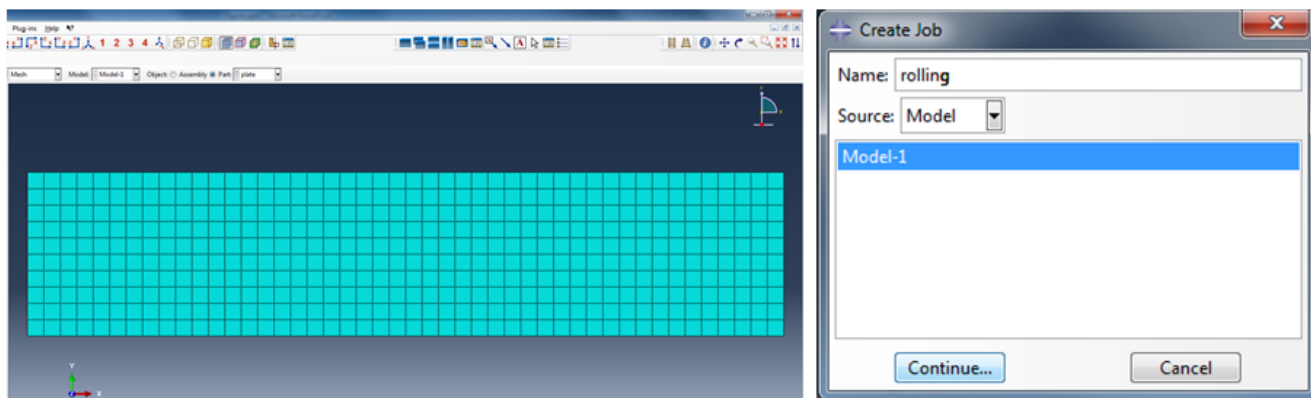 Plug-ins Help
1 2 3 4
A
Mesh Model: Model-1 Object: Assembly Part: plate
Y
X
Create Job
Name: rolling
Source: Model
Model-1
Continue... Cancel